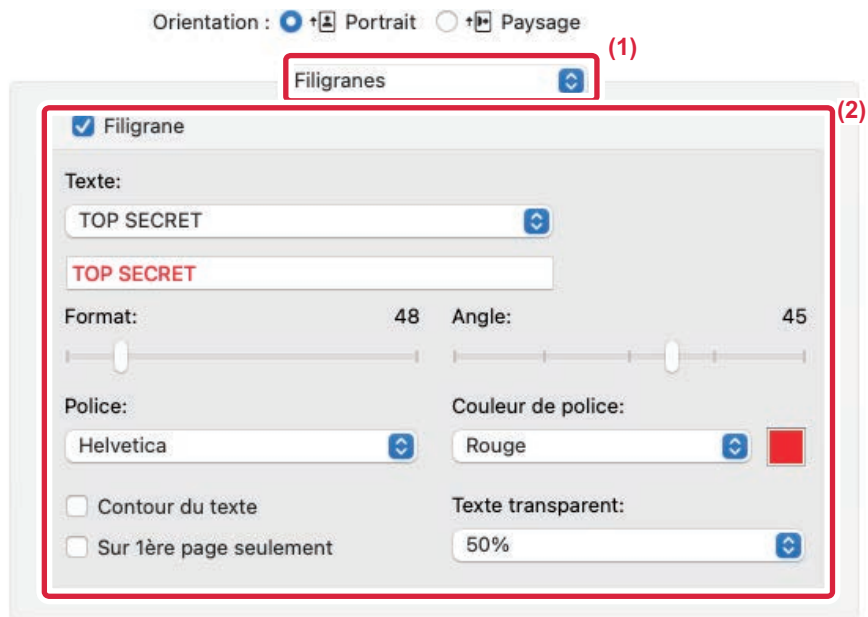 Orientation : Portrait Paysage
(1)
Filigranes
(2)
Filigrane
Texte:
TOP SECRET
TOP SECRET
Format: 48 Angle: 45
Police: Couleur de police:
Helvetica Rouge
Contour du texte Texte transparent:
Sur 1ère page seulement 50%